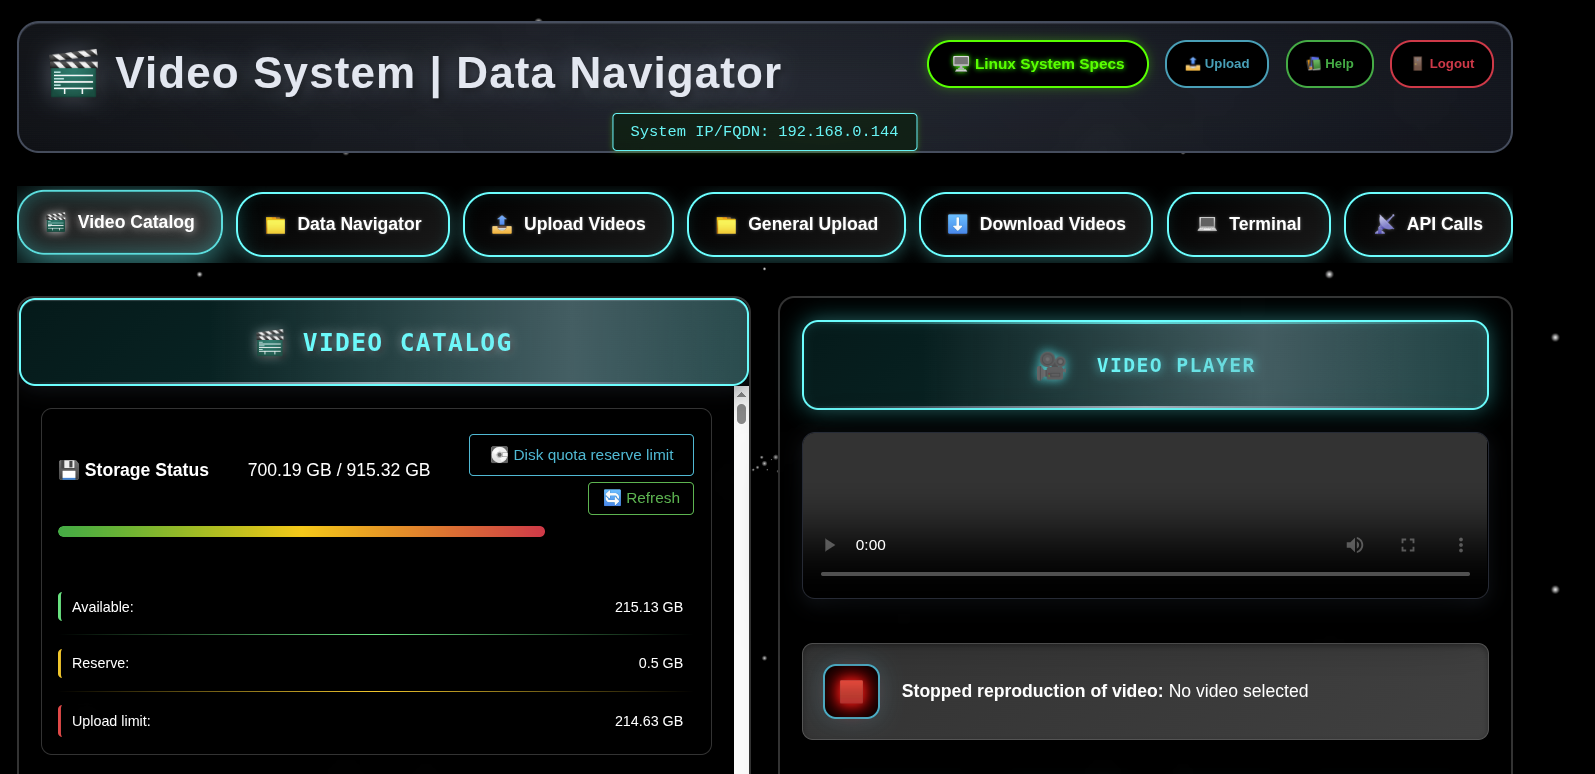 Video System | Data Navigator
Linux System Specs
Upload
Help
Logout
System IP/FQDN: 192.168.0.144
Video Catalog
Data Navigator
Upload Videos
General Upload
Download Videos
Terminal
API Calls
VIDEO CATALOG
Storage Status
700.19 GB / 915.32 GB
Disk quota reserve limit
Refresh
Available: 215.13 GB
Reserve: 0.5 GB
Upload limit: 214.63 GB
VIDEO PLAYER
0:00
Stopped reproduction of video: No video selected